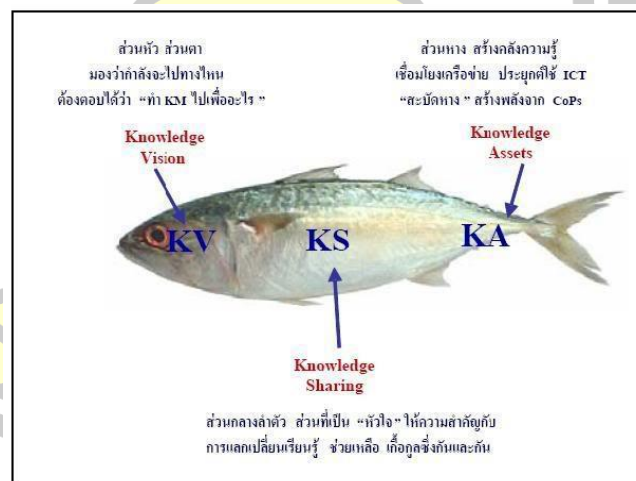 ส่วนหัว ส่วนตา
มองว่ากำลังจะไปทางไหน
ต้องตอบได้ว่า “ทำ KM ไปเพื่ออะไร ”
Knowledge
Vision
ส่วนหาง สร้างคลังความรู้
เชื่อมโยงเครือข่าย ประยุกต์ใช้ ICT
“สะบัดหาง ” สร้างพลังจาก CoPs
Knowledge
Assets
KV
KS
KA
Knowledge
Sharing
ส่วนกลางลำตัว ส่วนที่เป็น “หัวใจ” ให้ความสำคัญกับ
การแลกเปลี่ยนเรียนรู้ ช่วยเหลือ เกื้อกูลซึ่งกันและกัน